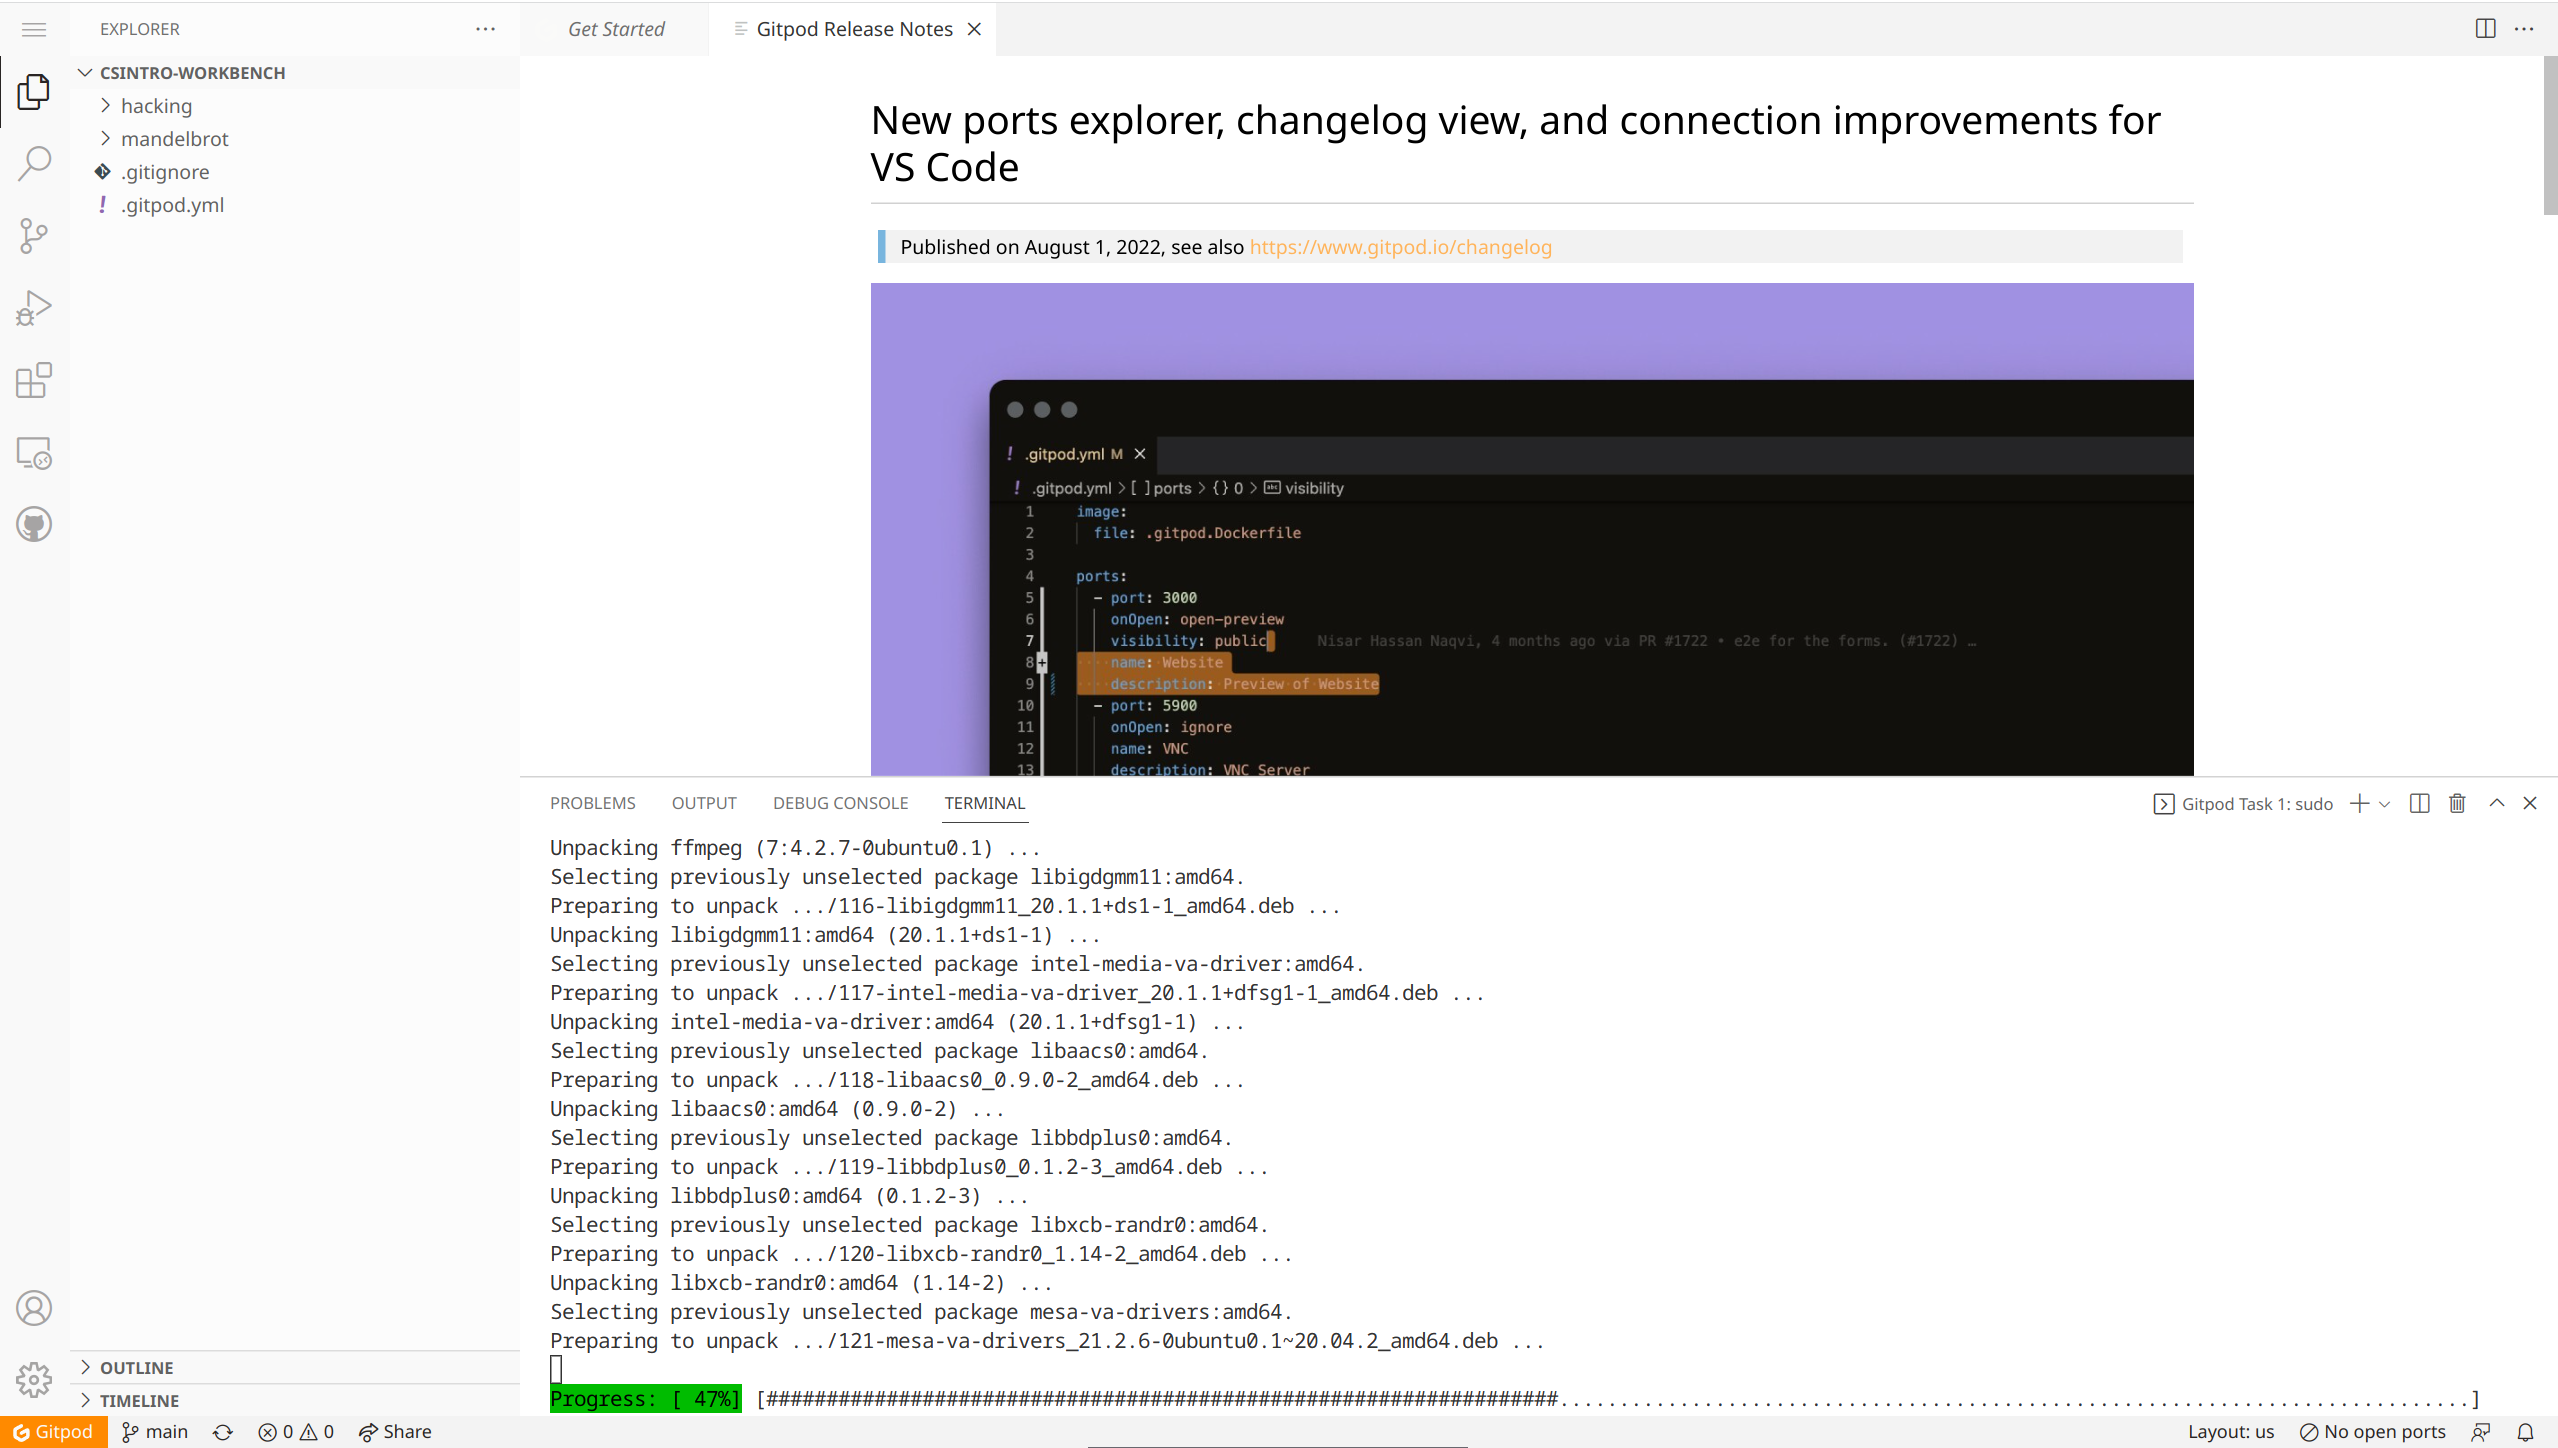 EXPLORER
Get Started
Gitpod Release Notes
CSINTRO-WORKBENCH
hacking
mandelbrot
.gitignore
! .gitpod.yml
New ports explorer, changelog view, and connection improvements for
VS Code
Published on August 1, 2022, see also https://www.gitpod.io/changelog
! .gitpod.yml M
! .gitpod.yml > [ ] ports > {} 0 > abc visibility
1 image:
2 file: .gitpod.Dockerfile
3
4 ports:
5 - port: 3000
6 onOpen: open-preview
7 visibility: public Nisar Hassan Naqvi, 4 months ago via PR #1722 • e2e for the forms. (#1722) …
8 name: Website
9 description: Preview of Website
10 - port: 5900
11 onOpen: ignore
12 name: VNC
13 description: VNC Server
PROBLEMS OUTPUT DEBUG CONSOLE TERMINAL
Gitpod Task 1: sudo
Unpacking ffmpeg (7:4.2.7-0ubuntu0.1) ...
Selecting previously unselected package libigdgmm11:amd64.
Preparing to unpack .../116-libigdgmm11_20.1.1+ds1-1_amd64.deb ...
Unpacking libigdgmm11:amd64 (20.1.1+ds1-1) ...
Selecting previously unselected package intel-media-va-driver:amd64.
Preparing to unpack .../117-intel-media-va-driver_20.1.1+dfsg1-1_amd64.deb ...
Unpacking intel-media-va-driver:amd64 (20.1.1+dfsg1-1) ...
Selecting previously unselected package libaacs0:amd64.
Preparing to unpack .../118-libaacs0_0.9.0-2_amd64.deb ...
Unpacking libaacs0:amd64 (0.9.0-2) ...
Selecting previously unselected package libbdplus0:amd64.
Preparing to unpack .../119-libbdplus0_0.1.2-3_amd64.deb ...
Unpacking libbdplus0:amd64 (0.1.2-3) ...
Selecting previously unselected package libxcb-randr0:amd64.
Preparing to unpack .../120-libxcb-randr0_1.14-2_amd64.deb ...
Unpacking libxcb-randr0:amd64 (1.14-2) ...
Selecting previously unselected package mesa-va-drivers:amd64.
Preparing to unpack .../121-mesa-va-drivers_21.2.6-0ubuntu0.1~20.04.2_amd64.deb ...
Progress: [ 47%] [##################################################################............................................................................]
OUTLINE
TIMELINE
Gitpod main 0 0 Share
Layout: us No open ports